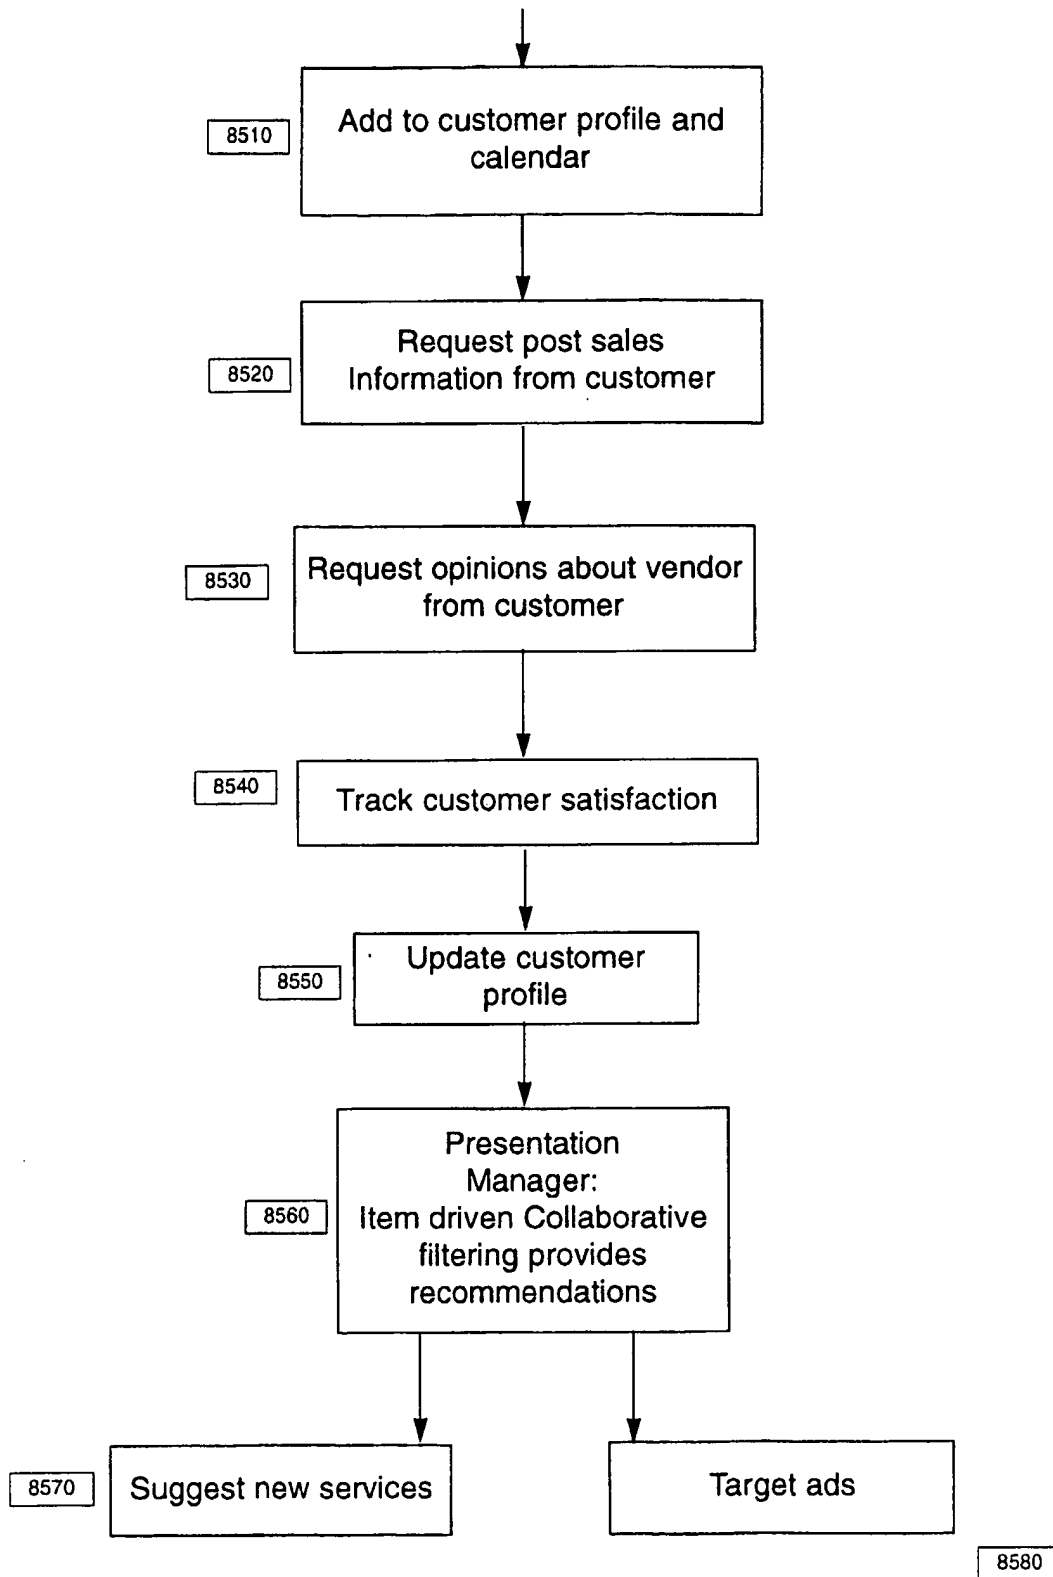 8510
Add to customer profile and
calendar
8520
Request post sales
Information from customer
8530
Request opinions about vendor
from customer
8540
Track customer satisfaction
8550
Update customer
profile
8560
Presentation
Manager:
Item driven Collaborative
filtering provides
recommendations
8570
Suggest new services
Target ads
8580